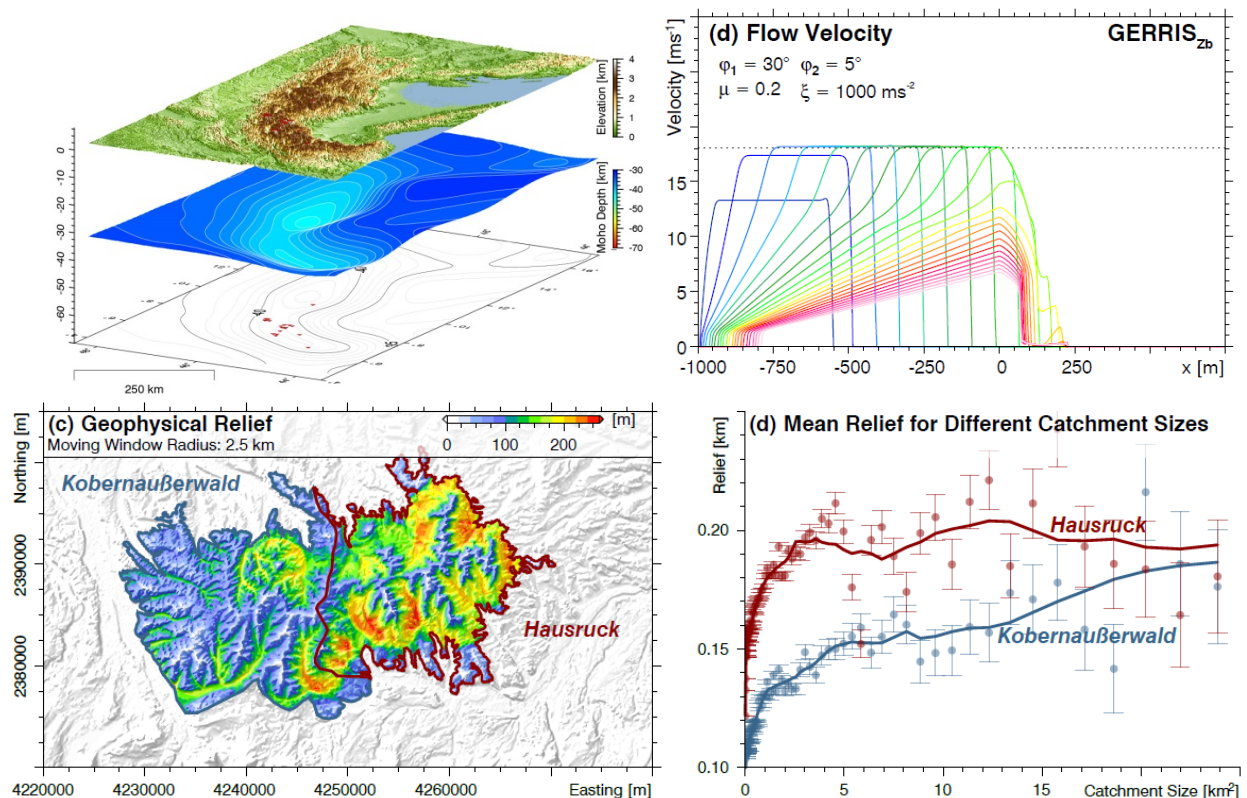 Elevation [km]
4
3
2
1
0
Moho Depth [km]
-30
-40
-50
-60
-70
0
-10
-20
-30
-40
-50
-60
250 km
(d) Flow Velocity
GERRIS_Zb
φ1 = 30° φ2 = 5°
μ = 0.2 ξ = 1000 ms-2
Velocity [ms-1]
15
10
5
0
-1000 -750 -500 -250 0 250 x [m]
(c) Geophysical Relief
Moving Window Radius: 2.5 km
0 100 200 [m]
Kobernaußerwald
Hausruck
Northing [m]
2390000
2380000
4220000 4230000 4240000 4250000 4260000 Easting [m]
(d) Mean Relief for Different Catchment Sizes
Relief [km]
0.20
0.15
0.10
Hausruck
Kobernaußerwald
0 5 10 15 Catchment Size [km2]